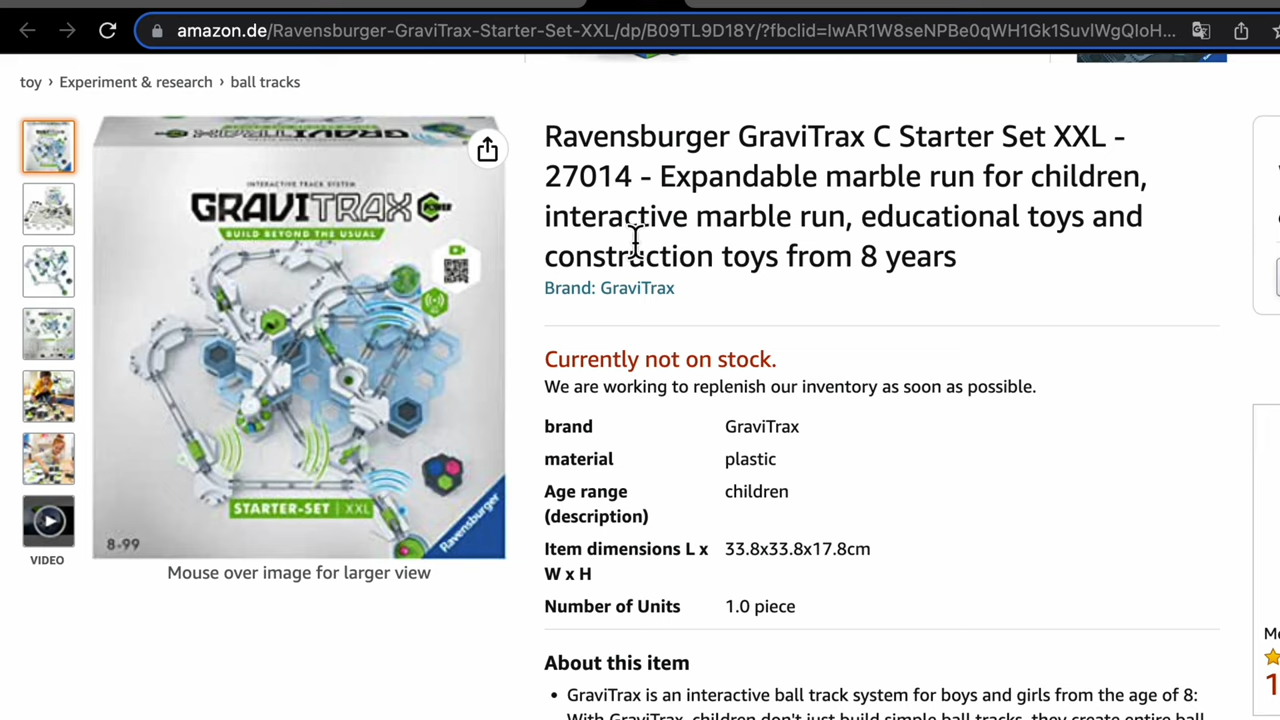 amazon.de/Ravensburger-GraviTrax-Starter-Set-XXL/dp/B09TL9D18Y/?fbclid=IwAR1W8seNPBe0qWH1Gk1SuvlWgQIoH...
toy › Experiment & research › ball tracks
INTERACTIVE TRACK SYSTEM
GRAVITRAX POWER
BUILD BEYOND THE USUAL
STARTER-SET | XXL
8-99
Ravensburger
VIDEO
Mouse over image for larger view
Ravensburger GraviTrax C Starter Set XXL -
27014 - Expandable marble run for children,
interactive marble run, educational toys and
construction toys from 8 years
Brand: GraviTrax
Currently not on stock.
We are working to replenish our inventory as soon as possible.
brand GraviTrax
material plastic
Age range children
(description)
Item dimensions L x 33.8x33.8x17.8cm
W x H
Number of Units 1.0 piece
About this item
• GraviTrax is an interactive ball track system for boys and girls from the age of 8:
With GraviTrax, children don't just build simple ball tracks, they create entire ball